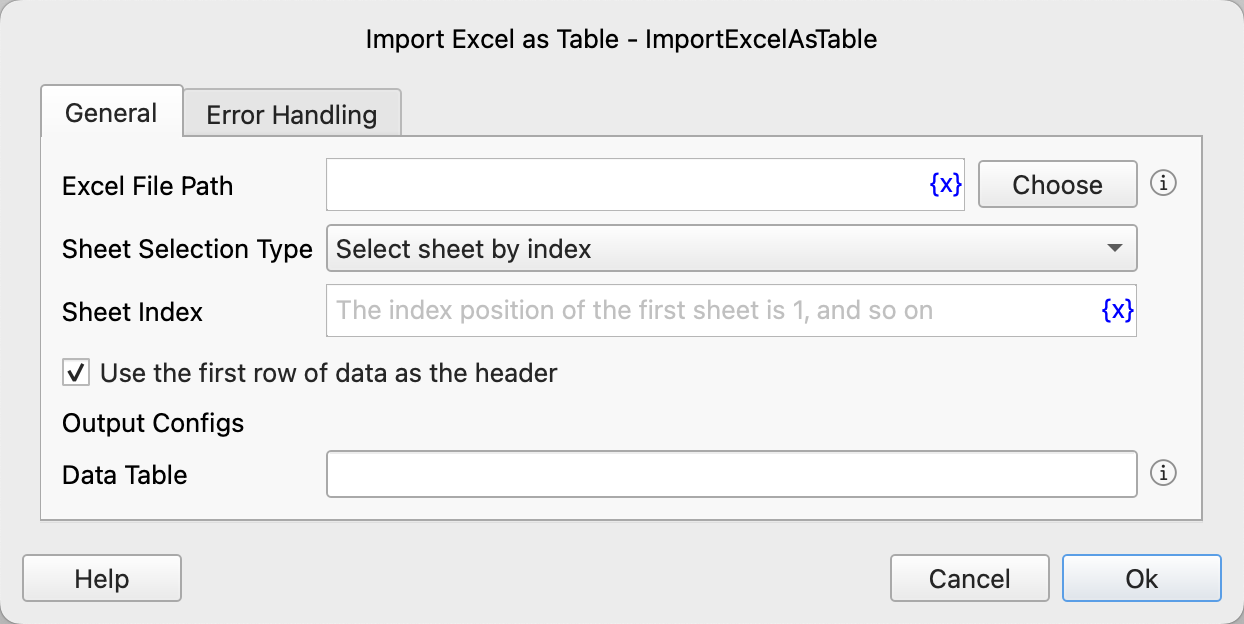 Import Excel as Table - ImportExcelAsTable
General
Error Handling
Excel File Path
{x}
Choose
Sheet Selection Type
Select sheet by index
Sheet Index
The index position of the first sheet is 1, and so on
{x}
Use the first row of data as the header
Output Configs
Data Table
Help
Cancel
Ok